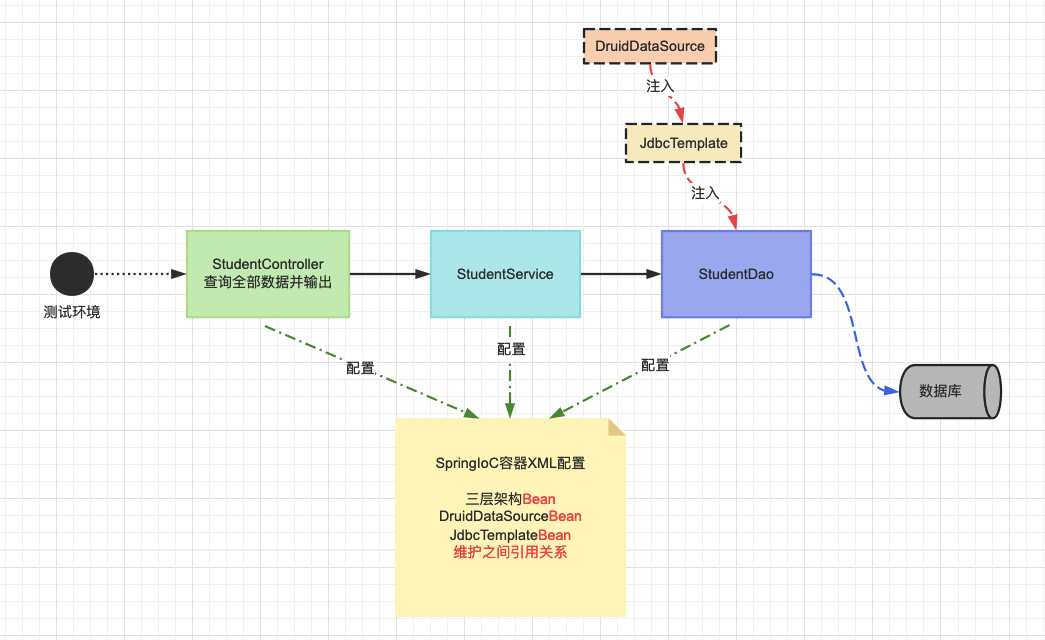 DruidDataSource
注入
JdbcTemplate
注入
StudentController
查询全部数据并输出
StudentService
StudentDao
测试环境
配置
配置
配置
数据库
SpringIoC容器XML配置
三层架构Bean
DruidDataSourceBean
JdbcTemplateBean
维护之间引用关系